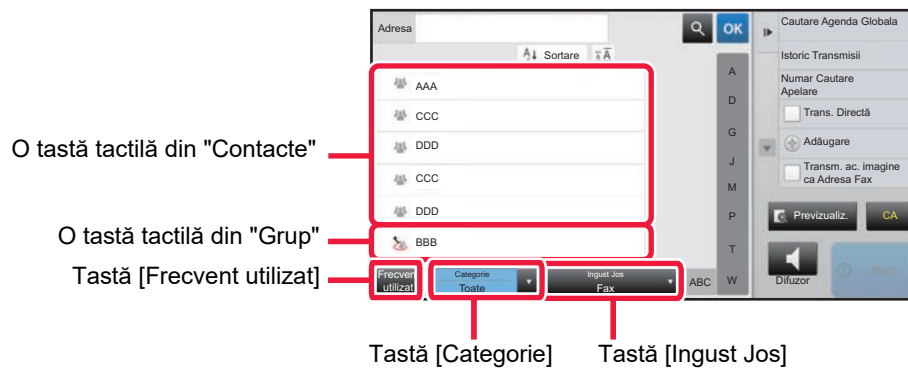 Adresa
OK
Cautare Agenda Globala
Sortare
Istoric Transmisii
Numar Cautare
Apelare
Trans. Directă
Adăugare
Transm. ac. imagine
ca Adresa Fax
Previzualiz.
CA
Difuzor
Start
AAA
CCC
DDD
CCC
DDD
BBB
A
D
G
J
M
P
T
W
ABC
Frecven
utilizat
Categorie
Toate
Ingust Jos
Fax
O tastă tactilă din "Contacte"
O tastă tactilă din "Grup"
Tastă [Frecvent utilizat]
Tastă [Categorie]
Tastă [Ingust Jos]